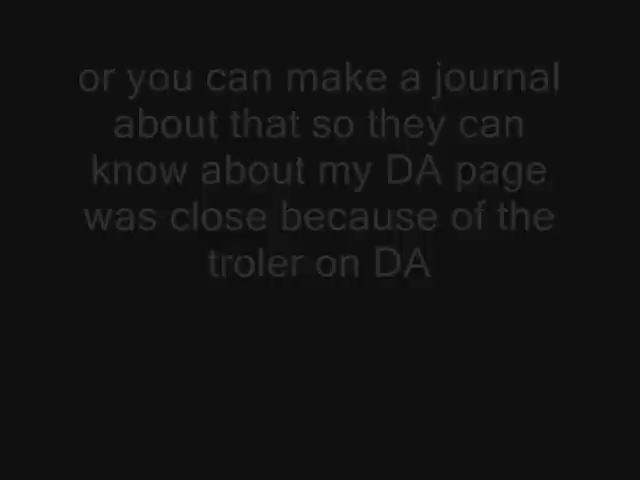 or you can make a journal
about that so they can
know about my DA page
was close because of the
troler on DA